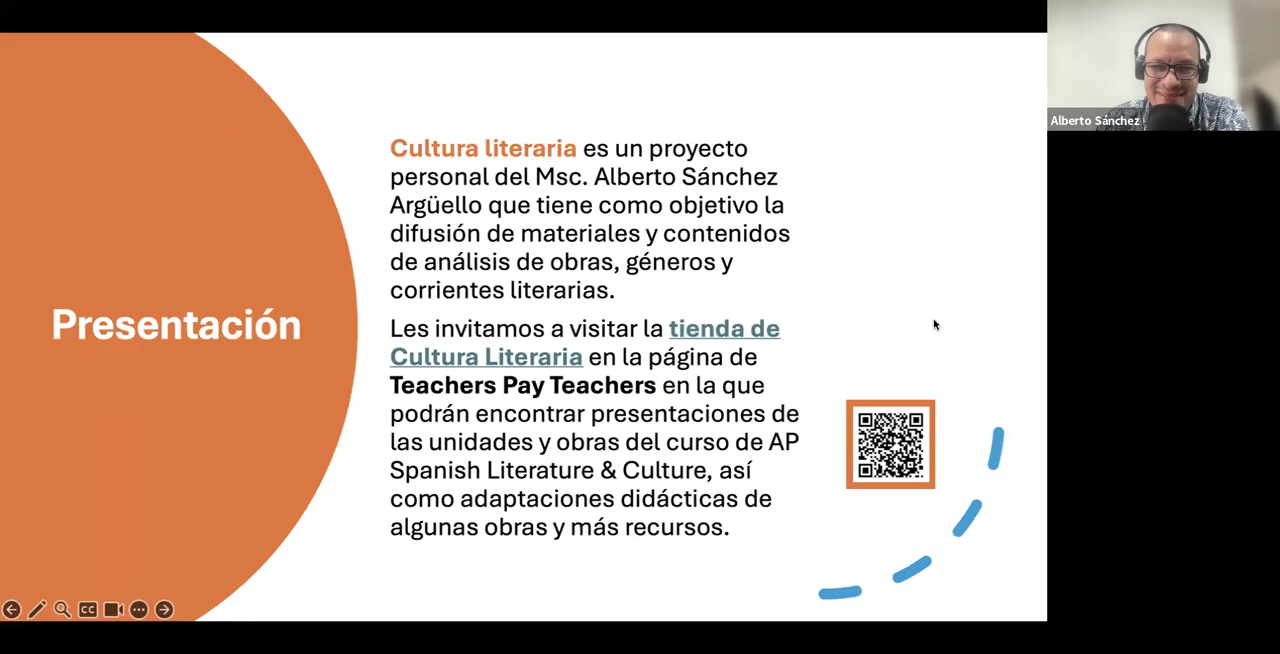 Presentación
Cultura literaria es un proyecto
personal del Msc. Alberto Sánchez
Argüello que tiene como objetivo la
difusión de materiales y contenidos
de análisis de obras, géneros y
corrientes literarias.
Les invitamos a visitar la tienda de
Cultura Literaria en la página de
Teachers Pay Teachers en la que
podrán encontrar presentaciones de
las unidades y obras del curso de AP
Spanish Literature & Culture, así
como adaptaciones didácticas de
algunas obras y más recursos.
Alberto Sánchez
CC